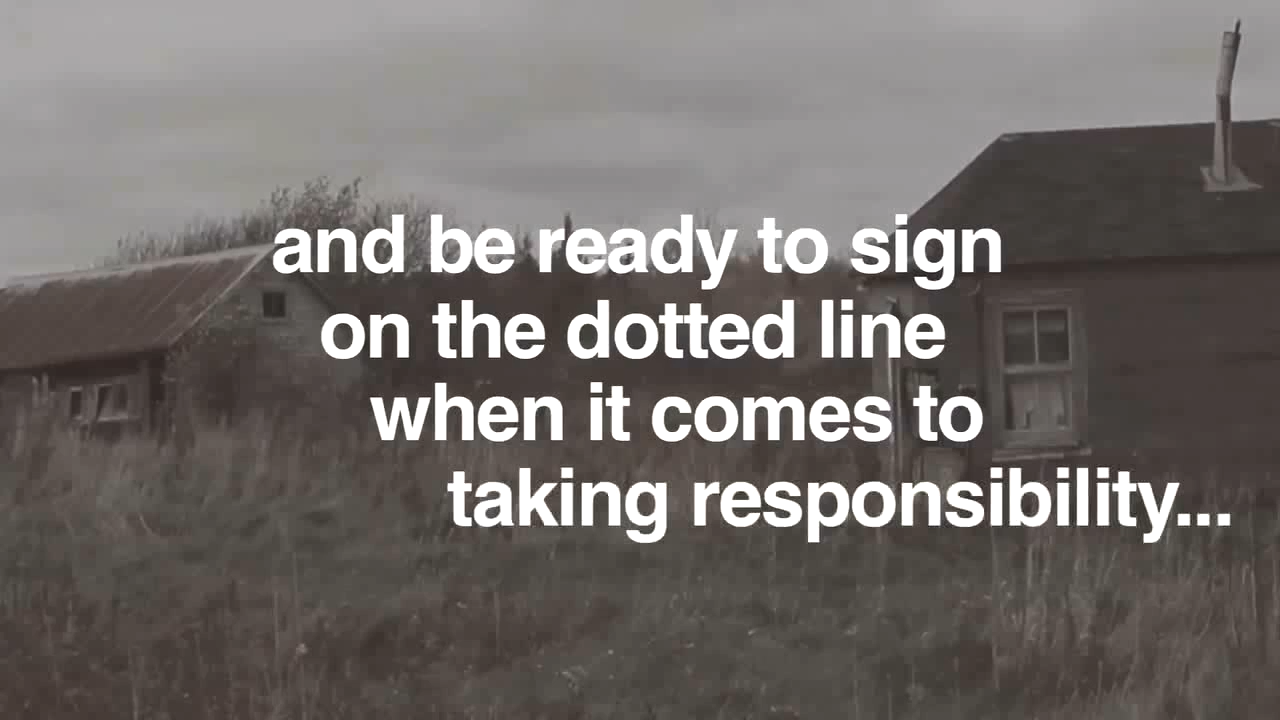 and be ready to sign
on the dotted line
when it comes to
taking responsibility...